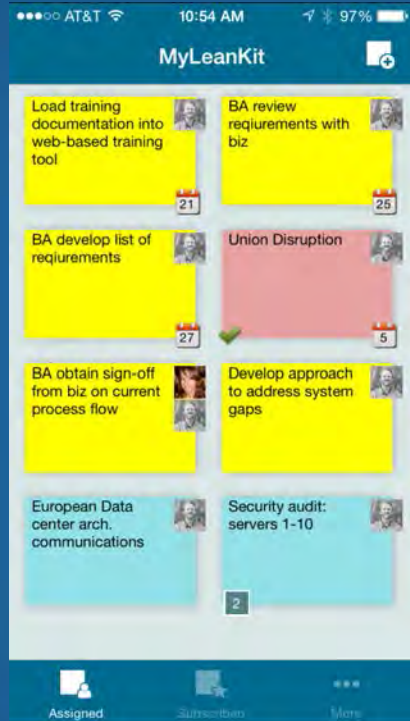 AT&T 10:54 AM 97%
MyLeanKit
Load training
documentation into
web-based training
tool
21
BA review
reqiurements with
biz
25
BA develop list of
reqiurements
27
Union Disruption
5
BA obtain sign-off
from biz on current
process flow
Develop approach
to address system
gaps
European Data
center arch.
communications
Security audit:
servers 1-10
2
Assigned Subscribed More